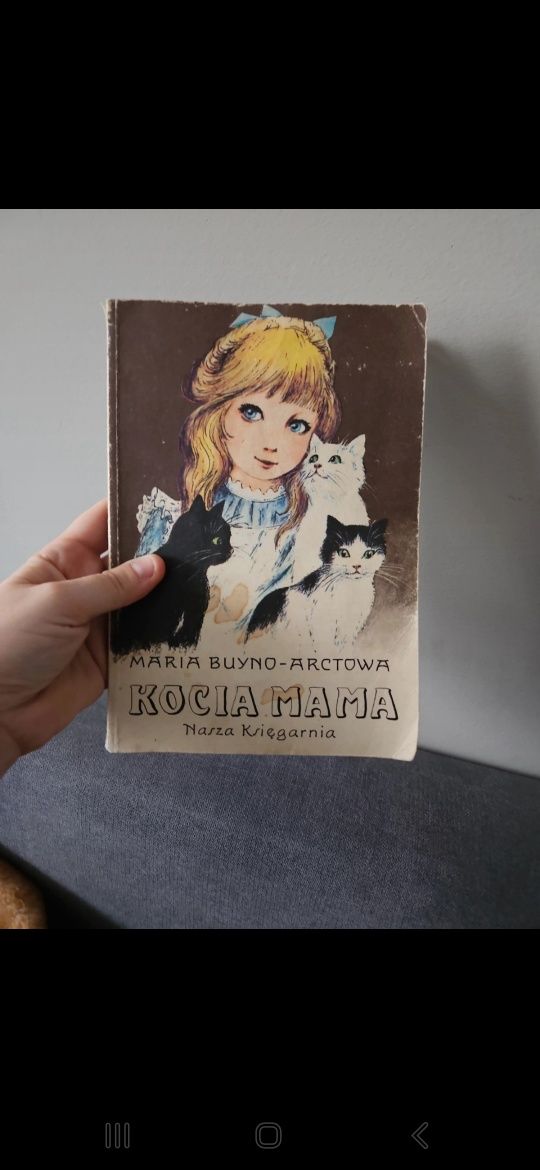 MARIA BUYNO-ARCTOWA
KOCIA MAMA
Nasza Księgarnia